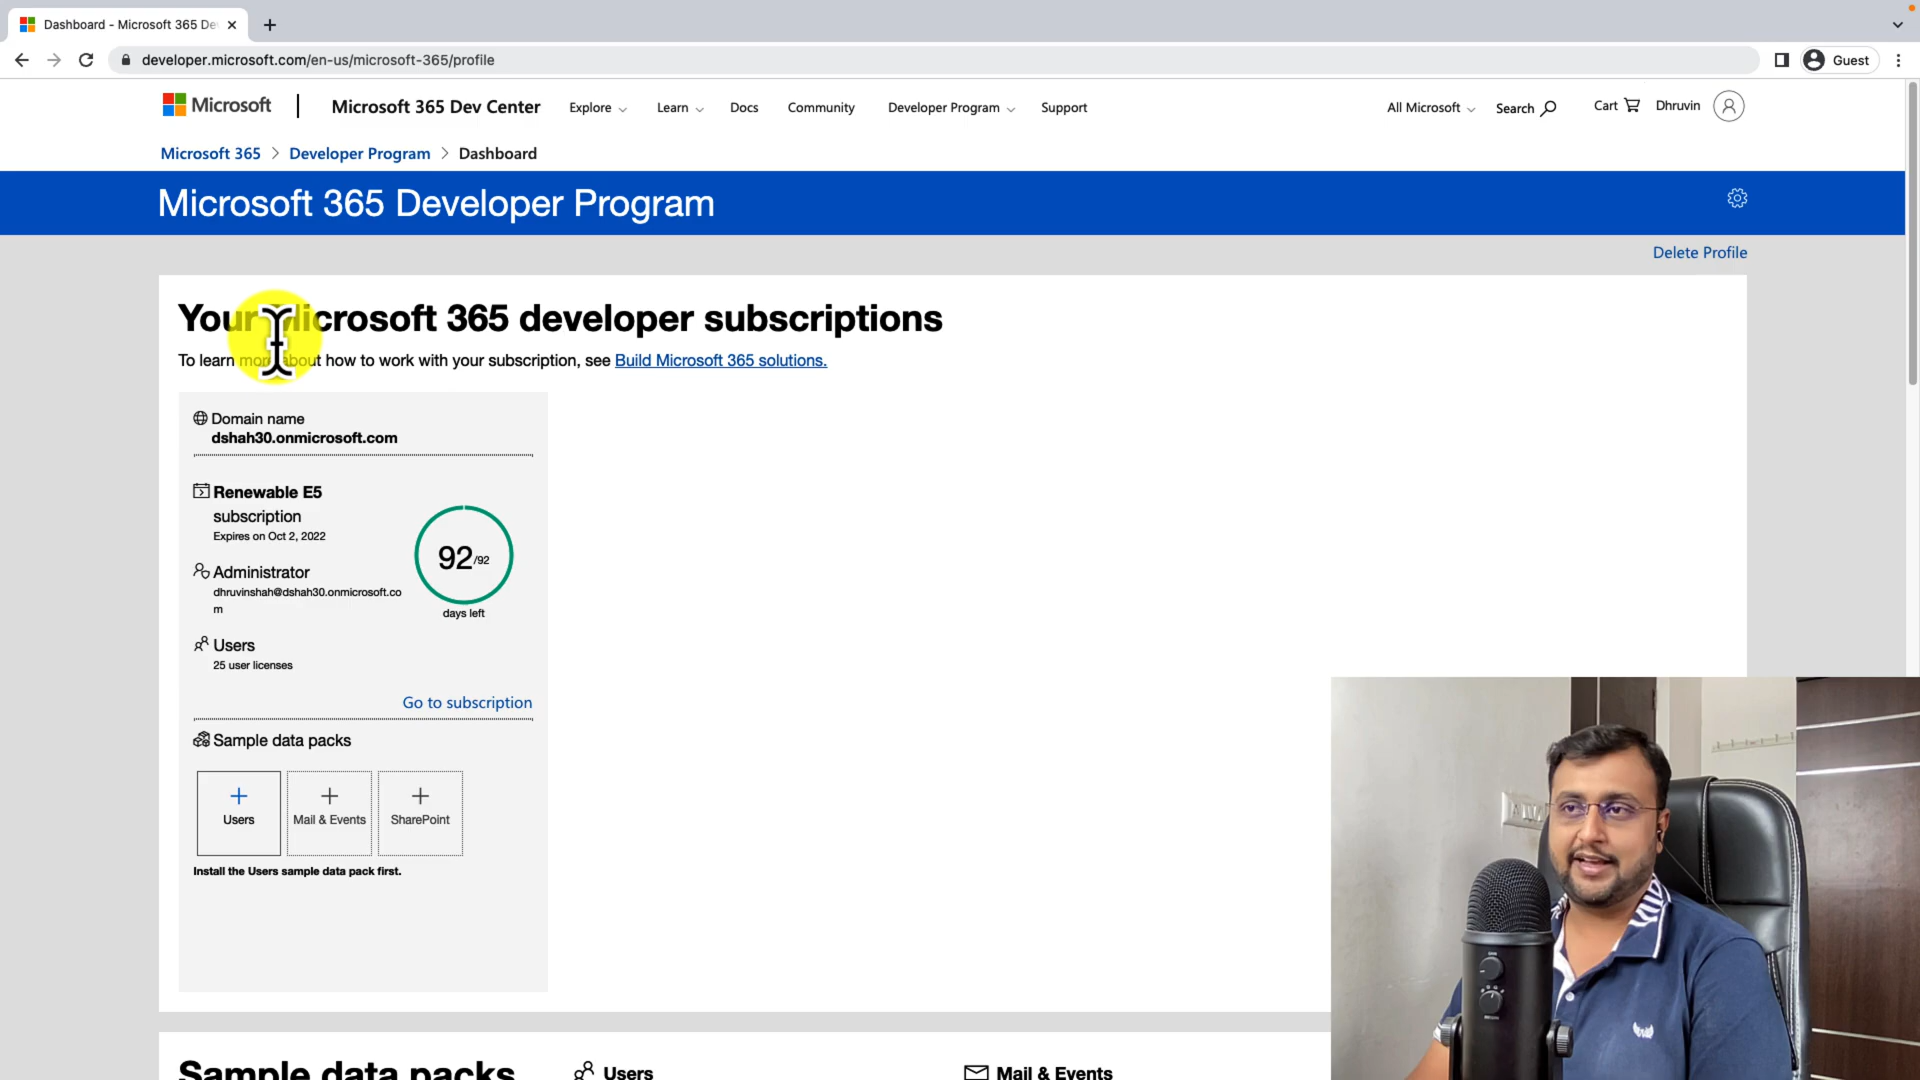 Dashboard - Microsoft 365 De
developer.microsoft.com/en-us/microsoft-365/profile
Guest
Microsoft
Microsoft 365 Dev Center
Explore
Learn
Docs
Community
Developer Program
Support
All Microsoft
Search
Cart
Dhruvin
Microsoft 365 > Developer Program > Dashboard
Microsoft 365 Developer Program
Delete Profile
Your Microsoft 365 developer subscriptions
To learn more about how to work with your subscription, see Build Microsoft 365 solutions.
Domain name
dshah30.onmicrosoft.com
Renewable E5
subscription
Expires on Oct 2, 2022
92/92
days left
Administrator
dhruvinshah@dshah30.onmicrosoft.co
m
Users
25 user licenses
Go to subscription
Sample data packs
Users
Mail & Events
SharePoint
Install the Users sample data pack first.
Sample data packs
Users
Mail & Events